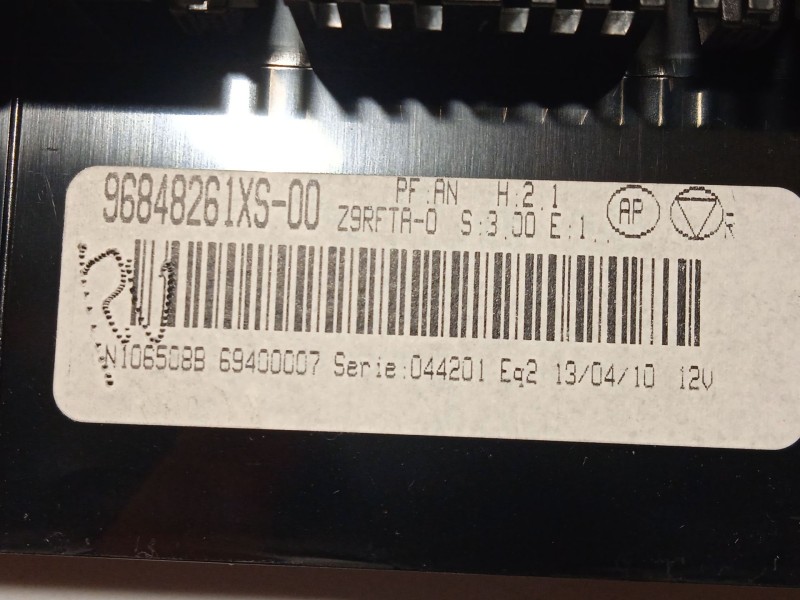 96848261XS-00 PF:AN H:2.1
Z9RFTA-0 S:3.00 E:1..
AP
R
N106508B 69400007 Serie:044201 Eq2 13/04/10 12V